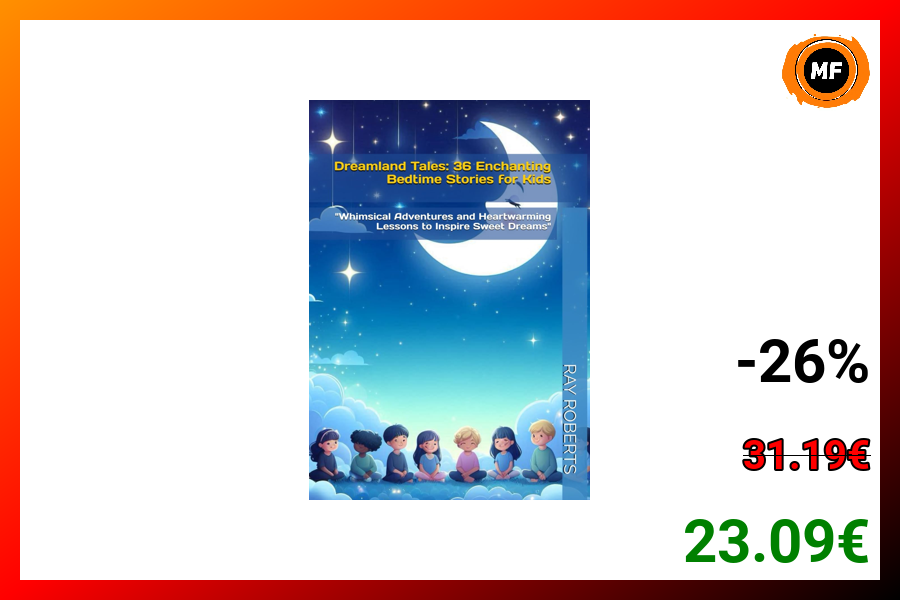 MF
Dreamland Tales: 36 Enchanting
Bedtime Stories for Kids
"Whimsical Adventures and Heartwarming
Lessons to Inspire Sweet Dreams"
RAY ROBERTS
-26%
31.19€
23.09€